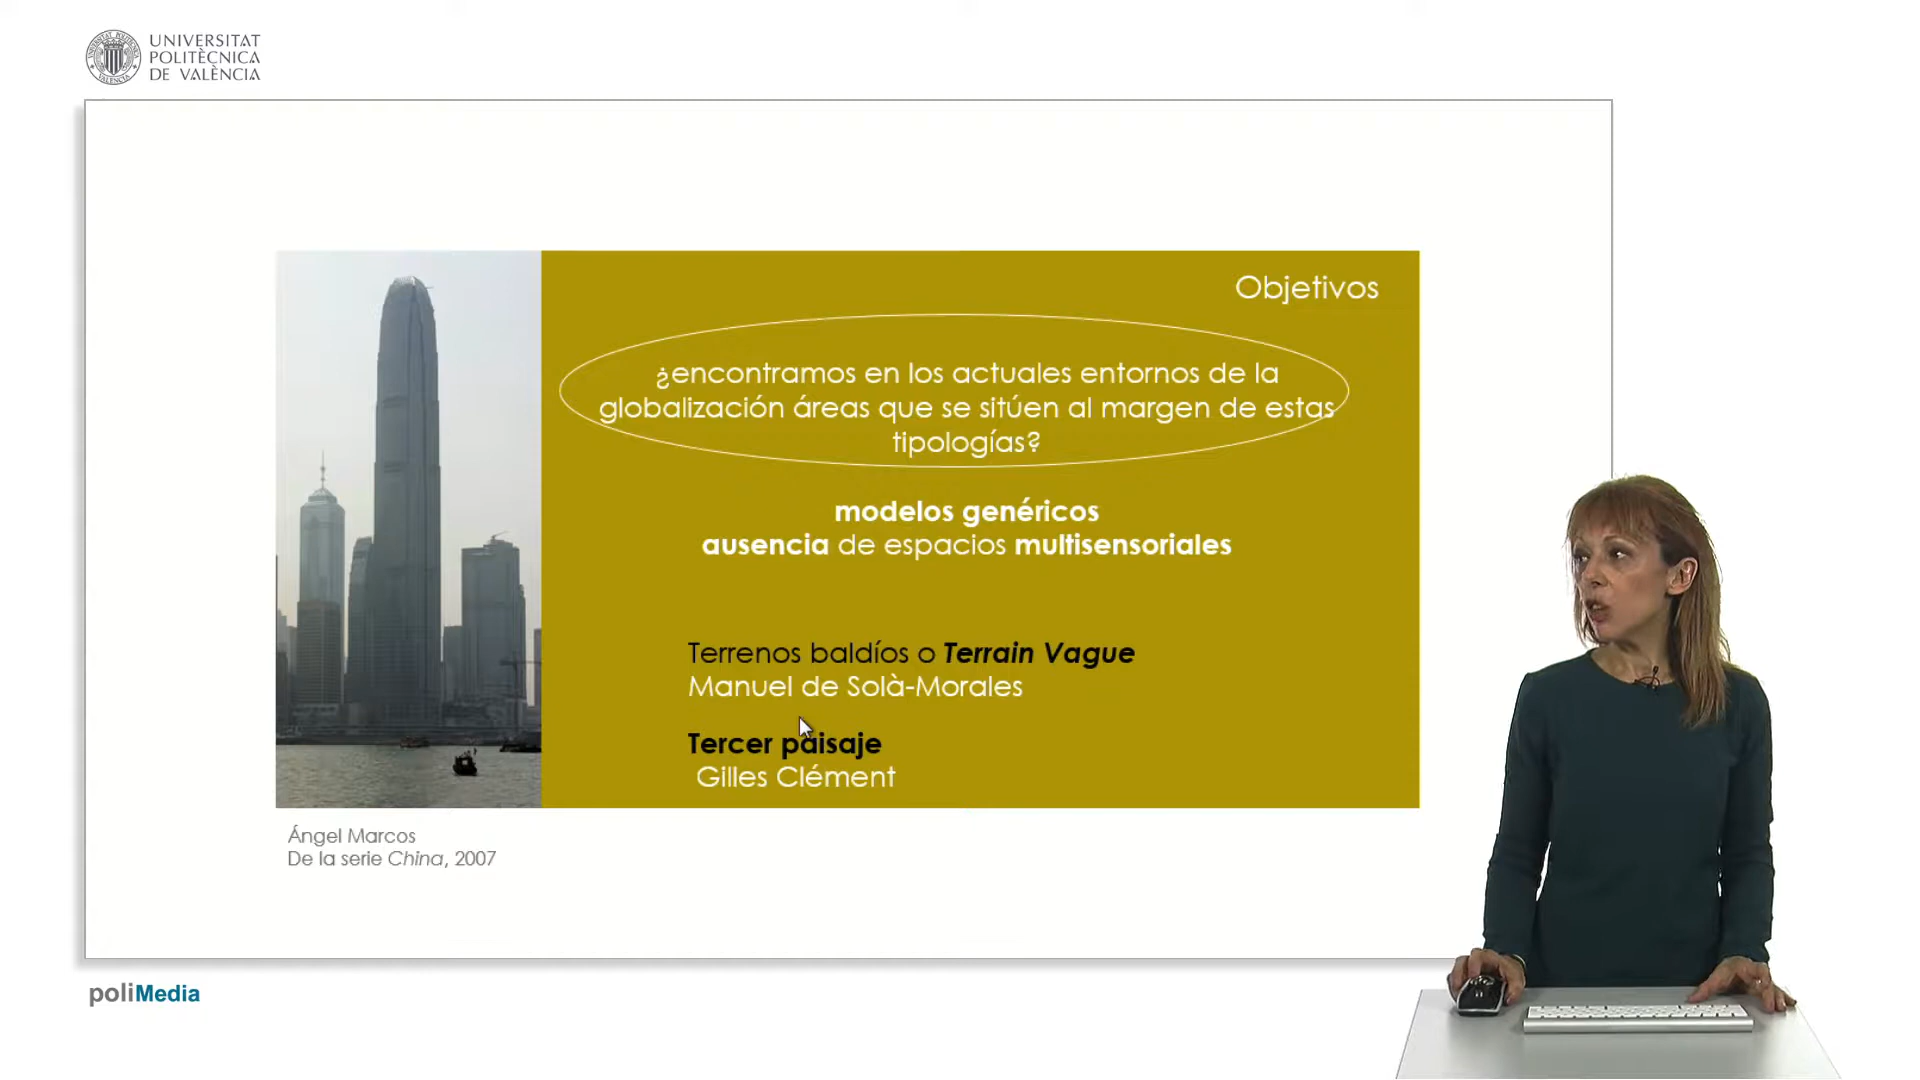 UNIVERSITAT
POLITÈCNICA
DE VALÈNCIA
Objetivos
¿encontramos en los actuales entornos de la
globalización áreas que se sitúen al margen de estas
tipologías?
modelos genéricos
ausencia de espacios multisensoriales
Terrenos baldíos o Terrain Vague
Manuel de Solà-Morales
Tercer paisaje
Gilles Clément
Ángel Marcos
De la serie China, 2007
poliMedia